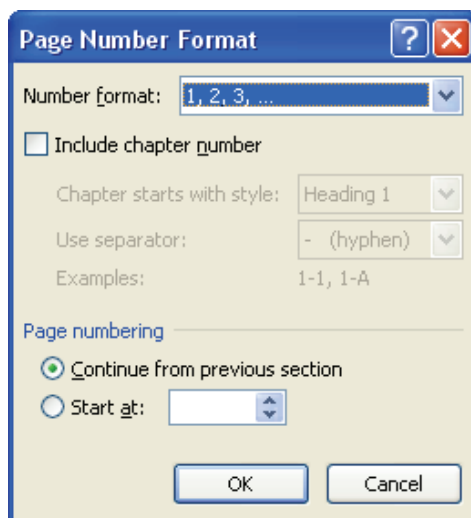 Page Number Format ?
Number format: 1, 2, 3, ...
Include chapter number
Chapter starts with style: Heading 1
Use separator: - (hyphen)
Examples: 1-1, 1-A
Page numbering
Continue from previous section
Start at:
OK Cancel